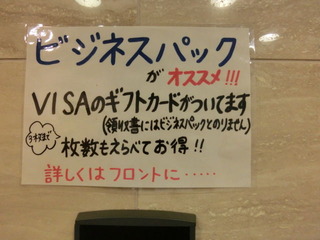 ビジネスパック
が オススメ!!!
VISAのギフトカードがついてます
(領収書にはビジネスパックとのりません)
3枚まで
枚数もえらべてお得!!
詳しくはフロントに・・・・・